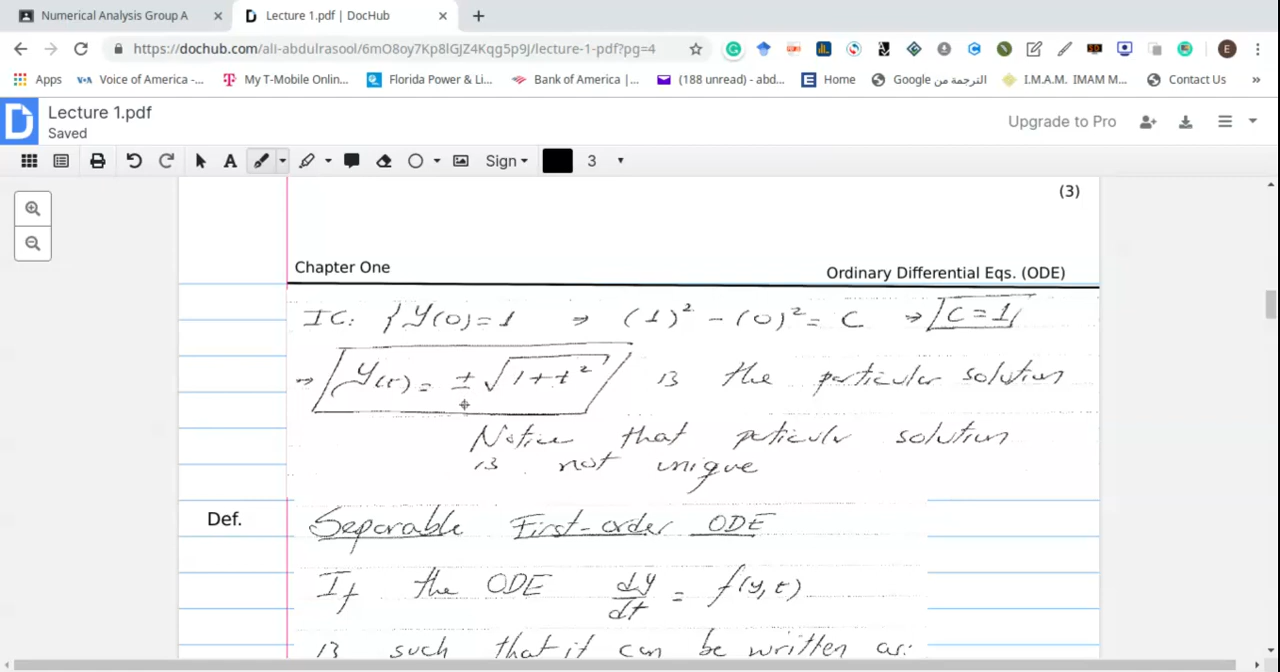 Numerical Analysis Group A
Lecture 1.pdf | DocHub
https://dochub.com/ali-abdulrasool/6mO8oy7Kp8lGJZ4Kqg5p9J/lecture-1-pdf?pg=4
E
Apps
Voice of America -...
My T-Mobile Onlin...
Florida Power & Li...
Bank of America |...
(188 unread) - abd...
Home
Google الترجمة من
I.M.A.M. IMAM M...
Contact Us
»
Lecture 1.pdf
Saved
Upgrade to Pro
A
Sign
3
(3)
Chapter One
Ordinary Differential Eqs. (ODE)
IC: {Y(0)=1 ⇒ (1)² - (0)² = C ⇒ C=1
⇒ Y(t) = ± √1+t² is the particular solution
Notice that particulr solution
is not unique
Def.
Separable First-order ODE
If the ODE dy/dt = f(y,t)
is such that it can be written as: